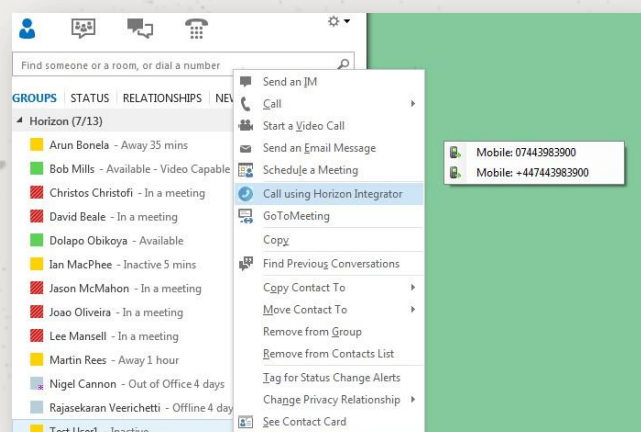 Find someone or a room, or dial a number
GROUPS STATUS RELATIONSHIPS
Horizon (7/13)
Arun Bonela - Away 35 mins
Bob Mills - Available - Video Capable
Christos Christofi - In a meeting
David Beale - In a meeting
Dolapo Obikoya - Available
Ian MacPhee - Inactive 5 mins
Jason McMahon - In a meeting
Joao Oliveira - In a meeting
Lee Mansell - In a meeting
Martin Rees - Away 1 hour
Nigel Cannon - Out of Office 4 days
Rajasekaran Veerichetti - Offline 4 day
Test User1 - Inactive
Send an IM
Call
Start a Video Call
Send an Email Message
Schedule a Meeting
Call using Horizon Integrator
GoToMeeting
Copy
Find Previous Conversations
Copy Contact To
Move Contact To
Remove from Group
Remove from Contacts List
Tag for Status Change Alerts
Change Privacy Relationship
See Contact Card
Mobile: 07443983900
Mobile: +447443983900